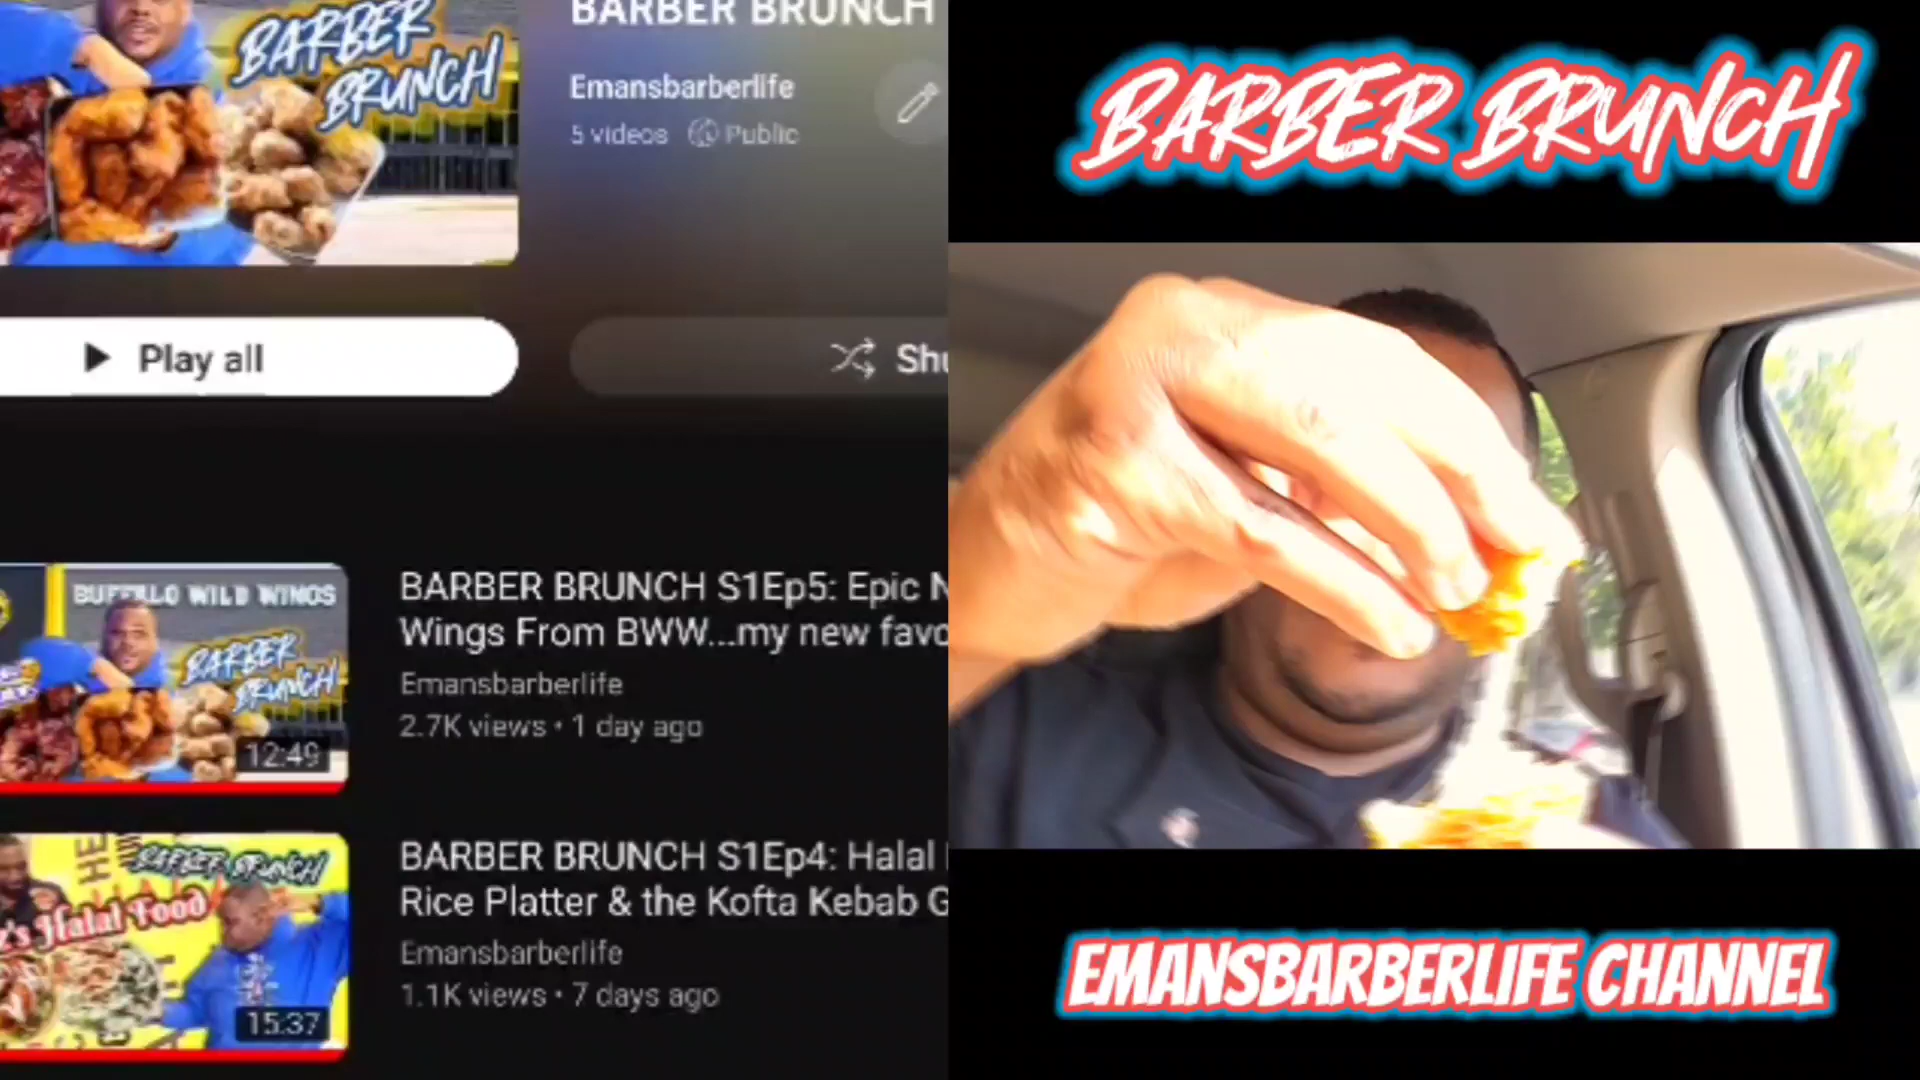 BARBER
BRUNCH
BARBER BRUNCH
Emansbarberlife
5 videos Public
Play all
BUFFALO WILD WINGS
BARBER
BRUNCH
12:49
BARBER BRUNCH S1Ep5: Epic
Wings From BWW...my new
Emansbarberlife
2.7K views • 1 day ago
BARBER BRUNCH
Halal Food
15:37
BARBER BRUNCH S1Ep4: Halal
Rice Platter & the Kofta Kebab
Emansbarberlife
1.1K views • 7 days ago
BARBER BRUNCH
EMANSBARBERLIFE CHANNEL